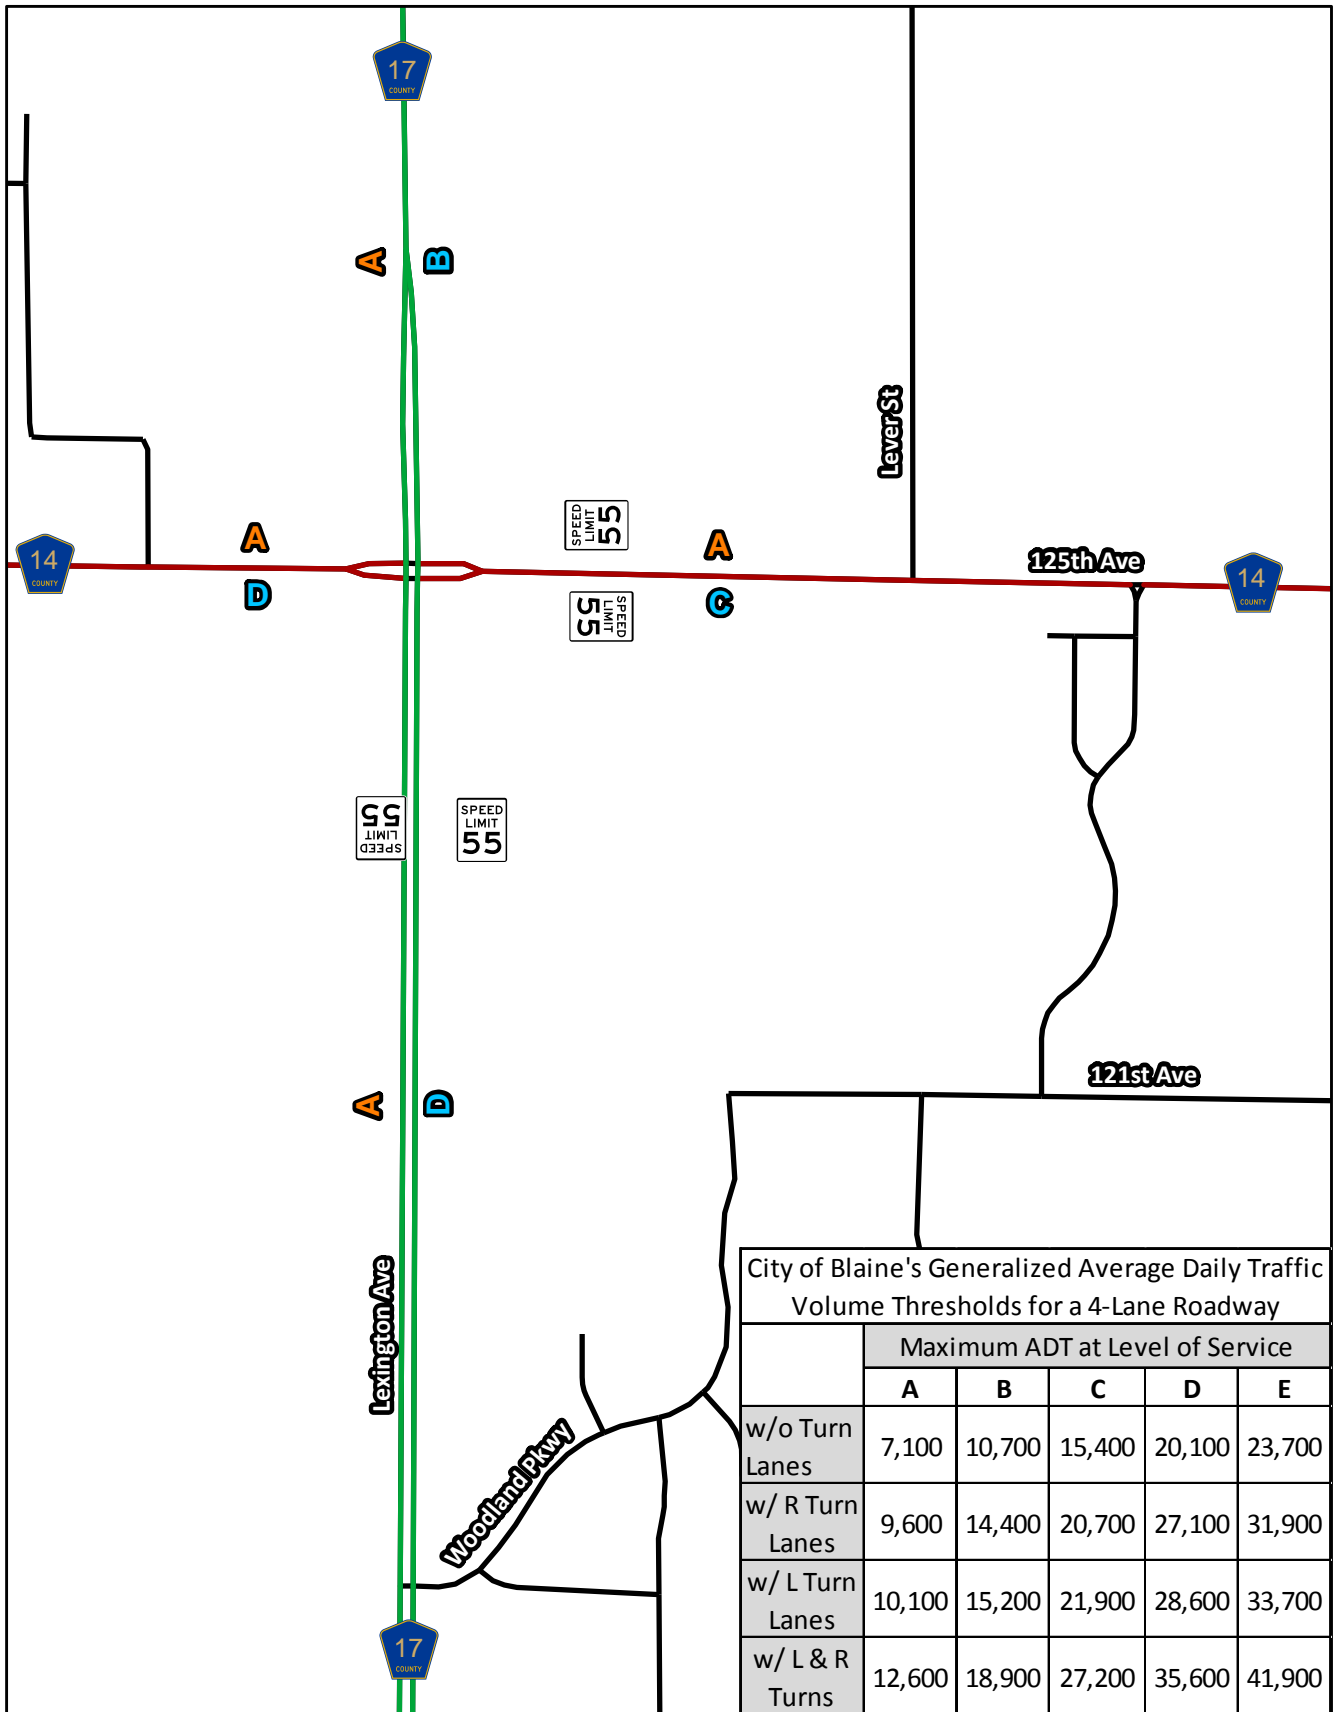 17
COUNTY
A
B
Lever St
SPEED
LIMIT
55
A
A
125th Ave
14
COUNTY
14
COUNTY
D
C
SPEED
LIMIT
55
SPEED
LIMIT
55
SPEED
LIMIT
55
121st Ave
A
D
Lexington Ave
Woodland Pkwy
17
COUNTY
City of Blaine's Generalized Average Daily Traffic
Volume Thresholds for a 4-Lane Roadway
Maximum ADT at Level of Service
A B C D E
w/o Turn
Lanes
7,100 10,700 15,400 20,100 23,700
w/ R Turn
Lanes
9,600 14,400 20,700 27,100 31,900
w/ L Turn
Lanes
10,100 15,200 21,900 28,600 33,700
w/ L & R
Turns
12,600 18,900 27,200 35,600 41,900